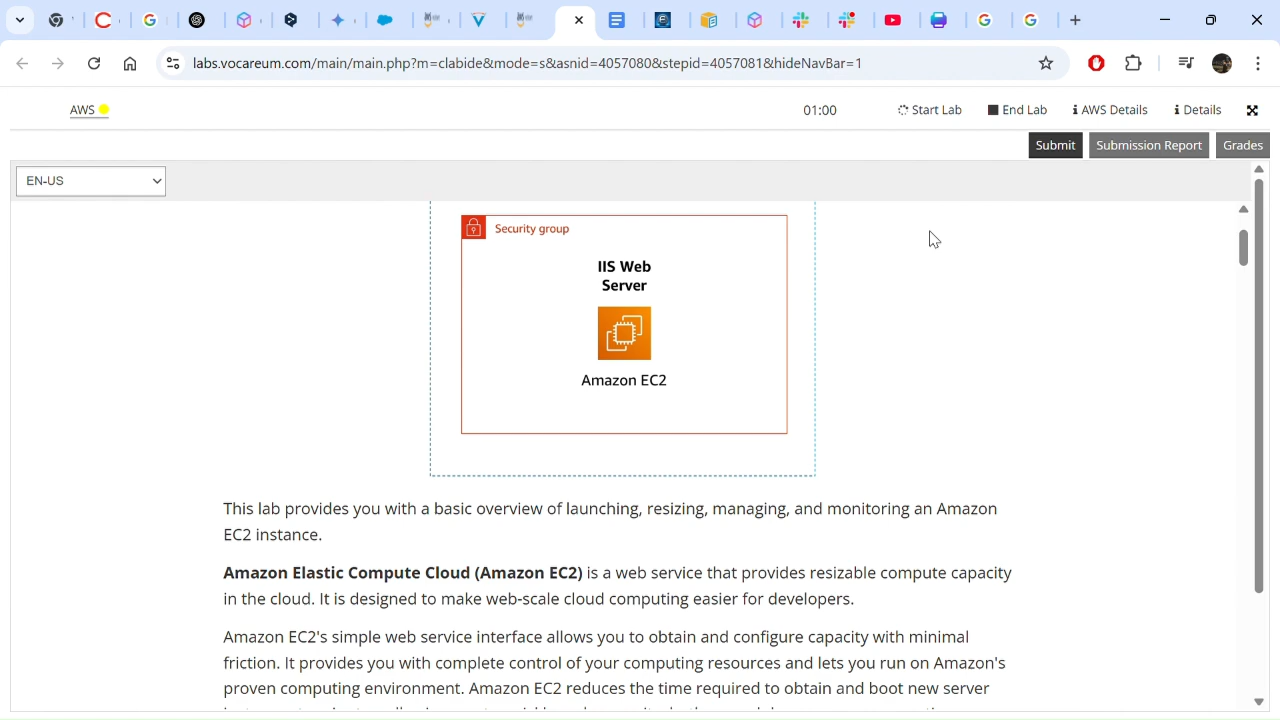 labs.vocareum.com/main/main.php?m=clabide&mode=s&asnid=4057080&stepid=4057081&hideNavBar=1
AWS 01:00 Start Lab End Lab AWS Details Details
Submit Submission Report Grades
EN-US
Security group
IIS Web
Server
Amazon EC2
This lab provides you with a basic overview of launching, resizing, managing, and monitoring an Amazon
EC2 instance.
Amazon Elastic Compute Cloud (Amazon EC2) is a web service that provides resizable compute capacity
in the cloud. It is designed to make web-scale cloud computing easier for developers.
Amazon EC2's simple web service interface allows you to obtain and configure capacity with minimal
friction. It provides you with complete control of your computing resources and lets you run on Amazon's
proven computing environment. Amazon EC2 reduces the time required to obtain and boot new server